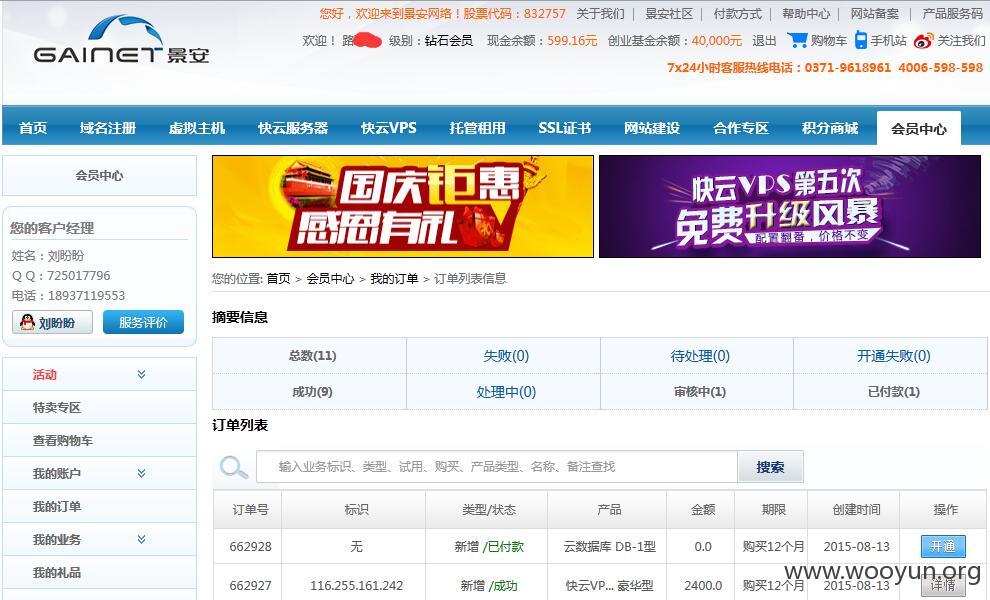 您好，欢迎来到景安网络！股票代码：832757 关于我们 | 景安社区 | 付款方式 | 帮助中心 | 网站备案 | 产品服务码
GAINET 景安
欢迎！ 路 级别：钻石会员 现金余额：599.16元 创业基金余额：40,000元 退出 购物车 手机站 关注我们
7x24小时客服热线电话：0371-9618961 4006-598-598
首页 域名注册 虚拟主机 快云服务器 快云VPS 托管租用 SSL证书 网站建设 合作专区 积分商城 会员中心
会员中心
您的客户经理
姓名：刘盼盼
Q Q：725017796
电话：18937119553
刘盼盼 服务评价
活动
特卖专区
查看购物车
我的账户
我的订单
我的业务
我的礼品
国庆钜惠
感恩有礼
快云VPS第五次
免费升级风暴
配置翻番，价格不变
您的位置: 首页 > 会员中心 > 我的订单 > 订单列表信息
摘要信息
总数(11) 失败(0) 待处理(0) 开通失败(0)
成功(9) 处理中(0) 审核中(1) 已付款(1)
订单列表
输入业务标识、类型、试用、购买、产品类型、名称、备注查找 搜索
订单号 标识 类型/状态 产品 金额 期限 创建时间 操作
662928 无 新增 /已付款 云数据库 DB-1型 0.0 购买12个月 2015-08-13 开通
662927 116.255.161.242 新增 /成功 快云VP... 豪华型 2400.0 购买12个月 2015-08-13 详情
www.wooyun.org